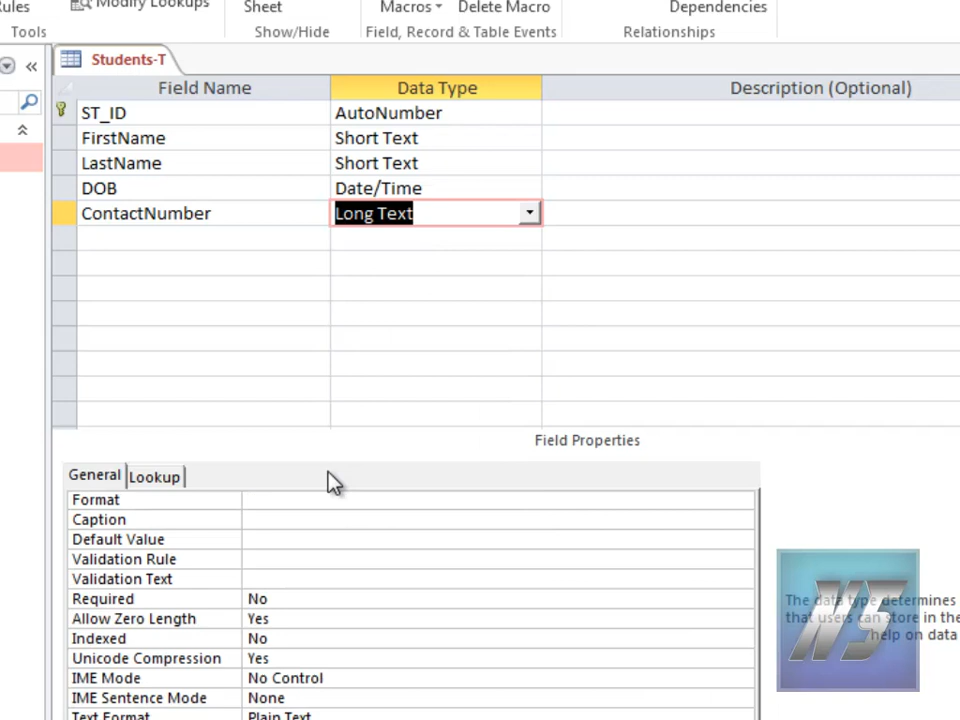 Rules Modify Lookups Sheet Macros Delete Macro Dependencies
Tools Show/Hide Field, Record & Table Events Relationships
Students-T
Field Name Data Type Description (Optional)
ST_ID AutoNumber
FirstName Short Text
LastName Short Text
DOB Date/Time
ContactNumber Long Text
Field Properties
General Lookup
Format
Caption
Default Value
Validation Rule
Validation Text
Required No
Allow Zero Length Yes
Indexed No
Unicode Compression Yes
IME Mode No Control
IME Sentence Mode None
Text Format Plain Text
The data type determines
that users can store in the
help on data
NS